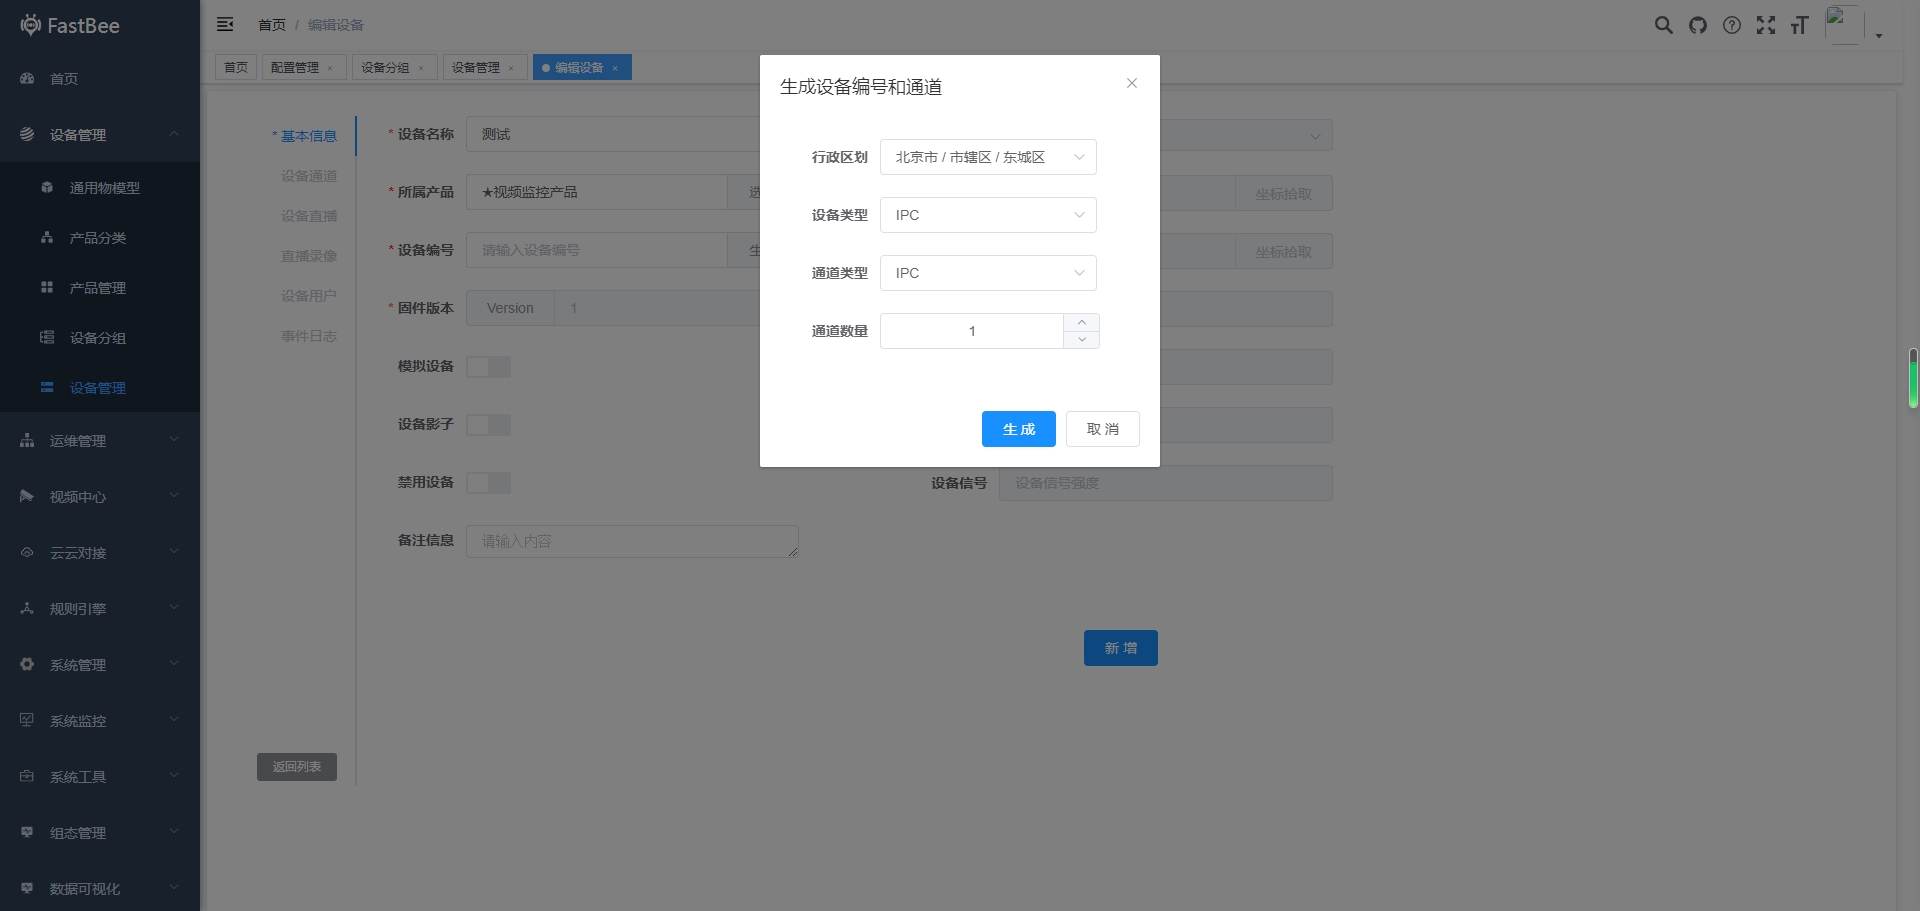 FastBee
首页
设备管理
通用物模型
产品分类
产品管理
设备分组
设备管理
运维管理
视频中心
云云对接
规则引擎
系统管理
系统监控
系统工具
组态管理
数据可视化
首页 / 编辑设备
首页 配置管理 × 设备分组 × 设备管理 × 编辑设备 ×
* 基本信息
设备通道
设备直播
直播录像
设备用户
事件日志
返回列表
* 设备名称 测试
* 所属产品 ★视频监控产品 选
坐标拾取
* 设备编号 请输入设备编号 生
坐标拾取
* 固件版本 Version 1
模拟设备
设备影子
禁用设备
设备信号 设备信号强度
备注信息 请输入内容
新 增
生成设备编号和通道
行政区划 北京市 / 市辖区 / 东城区
设备类型 IPC
通道类型 IPC
通道数量 1
生 成 取 消